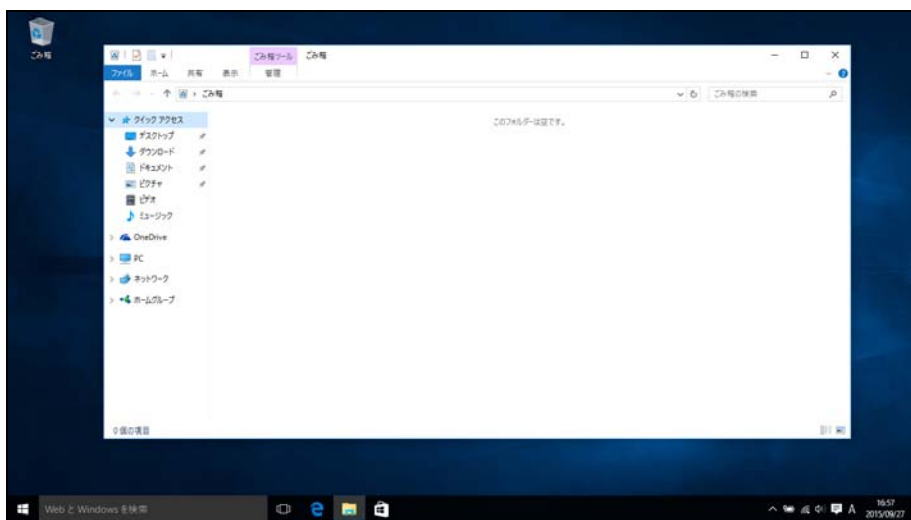 ごみ箱
ごみ箱ツール ごみ箱
ファイル ホーム 共有 表示 管理
ごみ箱 ごみ箱の検索
クイック アクセス
このフォルダーは空です。
デスクトップ
ダウンロード
ドキュメント
ピクチャ
ビデオ
ミュージック
OneDrive
PC
ネットワーク
ホームグループ
0 個の項目
Web と Windows を検索
A 16:57
2015/09/27